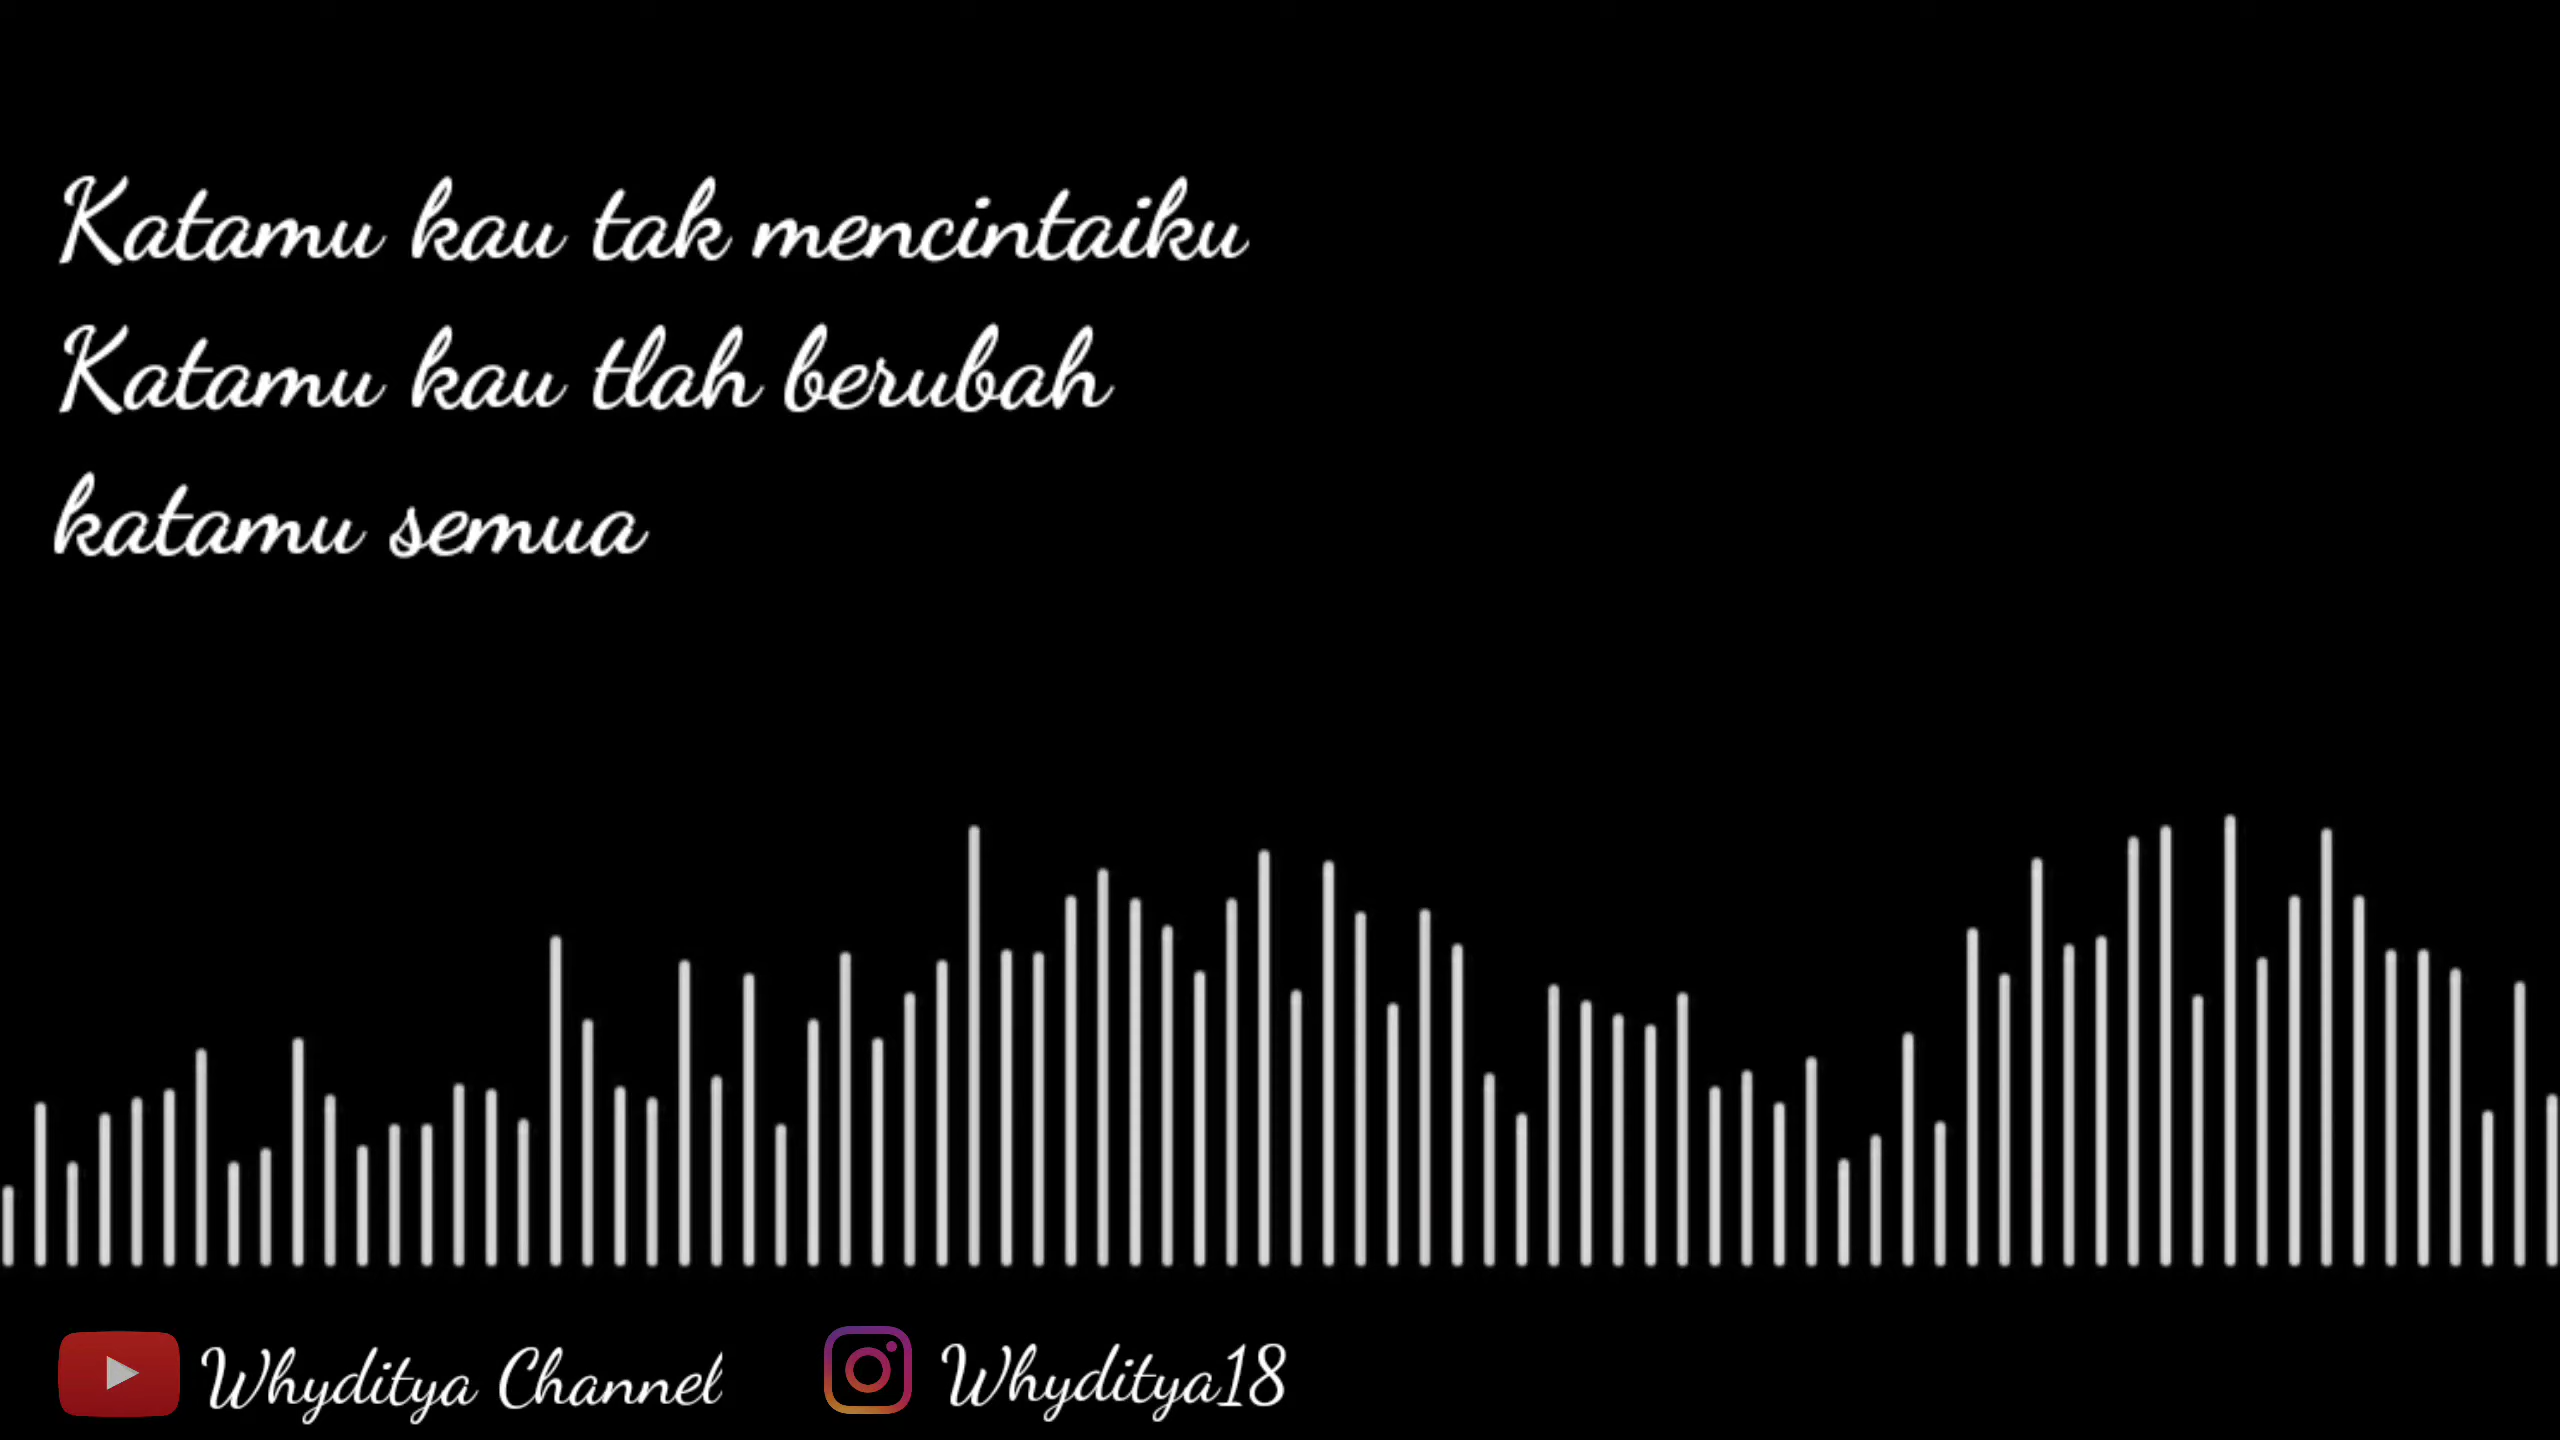 Katamu kau tak mencintaiku
Katamu kau tlah berubah
katamu semua
Whyditya Channel
Whyditya18